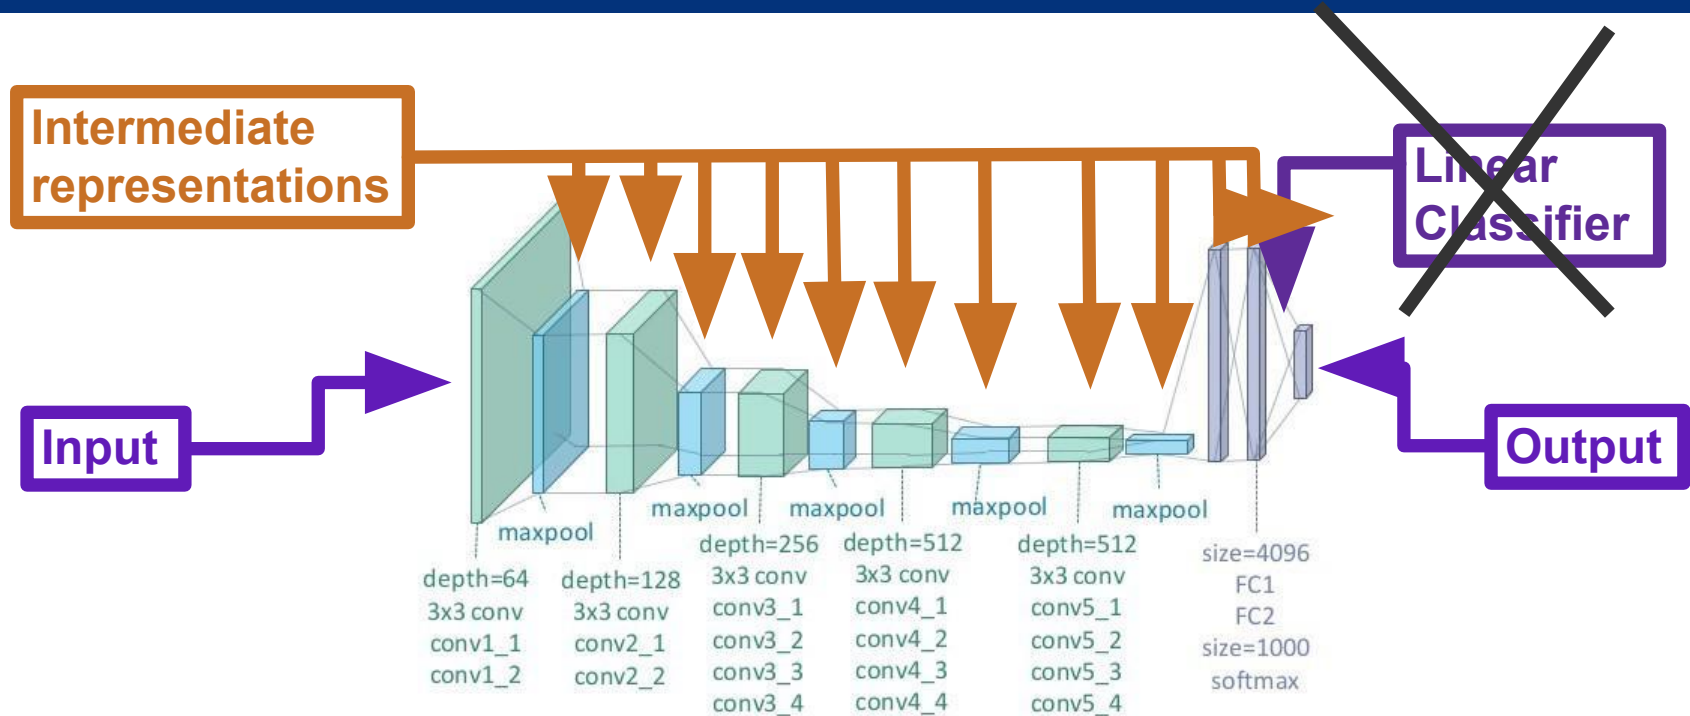 Intermediate
representations
Linear
Classifier
Input
Output
maxpool
maxpool
maxpool
maxpool
maxpool
depth=64
3x3 conv
conv1_1
conv1_2
depth=128
3x3 conv
conv2_1
conv2_2
depth=256
3x3 conv
conv3_1
conv3_2
conv3_3
conv3_4
depth=512
3x3 conv
conv4_1
conv4_2
conv4_3
conv4_4
depth=512
3x3 conv
conv5_1
conv5_2
conv5_3
conv5_4
size=4096
FC1
FC2
size=1000
softmax